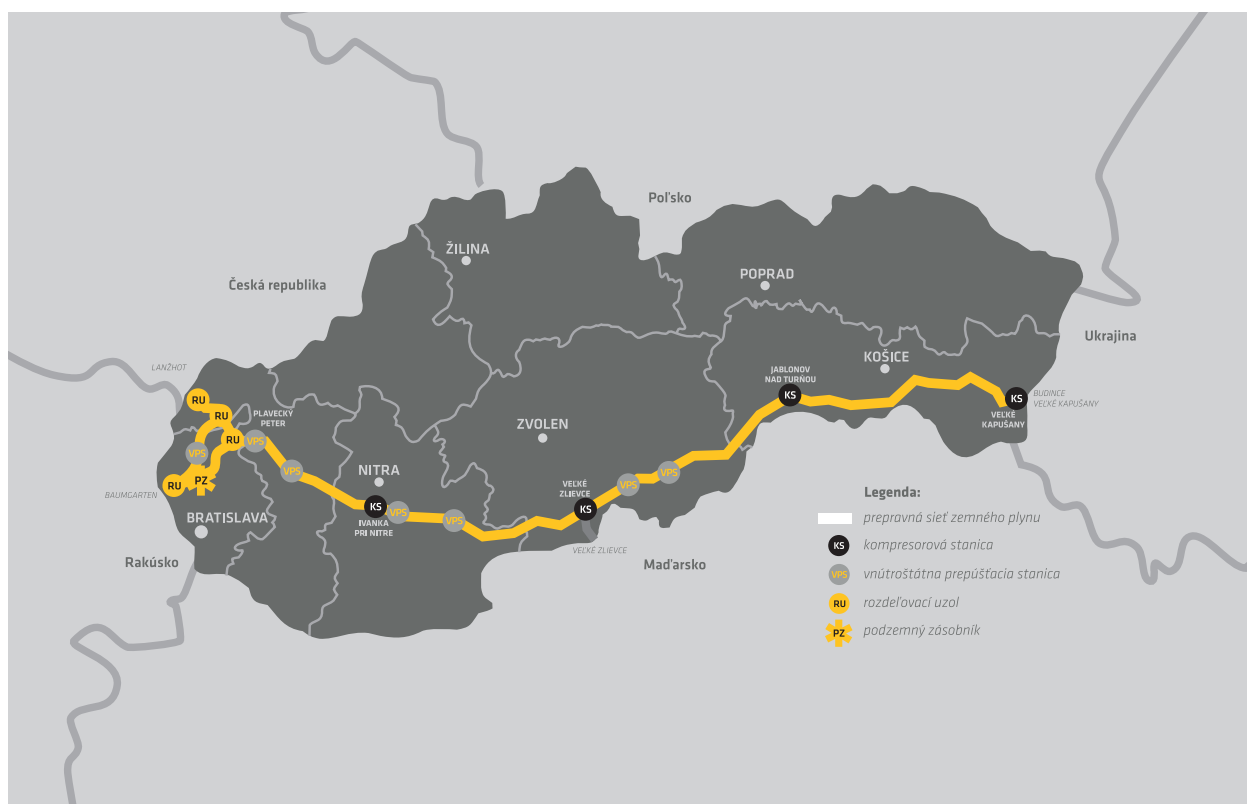 Poľsko
ŽILINA
POPRAD
Česká republika
Ukrajina
KOŠICE
LANŽHOT
JABLONOV
NAD TURŇOU
KS
RU
RU
PLAVECKÝ
PETER
RU
VPS
VPS
KS
VEĽKÉ
KAPUŠANY
BUDINCE
VEĽKÉ KAPUŠANY
ZVOLEN
NITRA
VPS
VPS
VPS
PZ
RU
BAUMGARTEN
VEĽKÉ
ZLIEVCE
KS
KS
IVANKA
PRI NITRE
VPS
VPS
BRATISLAVA
VEĽKÉ ZLIEVCE
Rakúsko
Maďarsko
Legenda:
prepravná sieť zemného plynu
KS kompresorová stanica
VPS vnútroštátna prepúšťacia stanica
RU rozdeľovací uzol
PZ podzemný zásobník